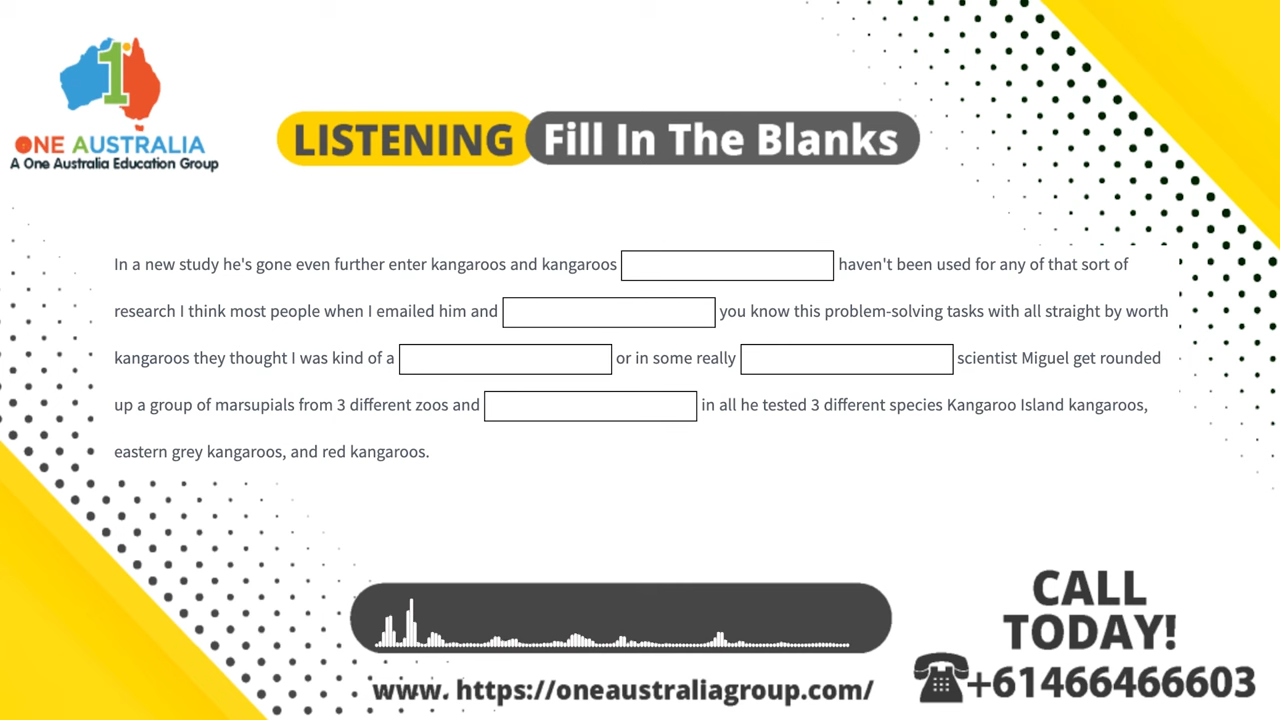 1
ONE AUSTRALIA
A One Australia Education Group
LISTENING Fill In The Blanks
In a new study he's gone even further enter kangaroos and kangaroos haven't been used for any of that sort of
research I think most people when I emailed him and you know this problem-solving tasks with all straight by worth
kangaroos they thought I was kind of a or in some really scientist Miguel get rounded
up a group of marsupials from 3 different zoos and in all he tested 3 different species Kangaroo Island kangaroos,
eastern grey kangaroos, and red kangaroos.
CALL
TODAY!
+61466466603
www. https://oneaustraliagroup.com/